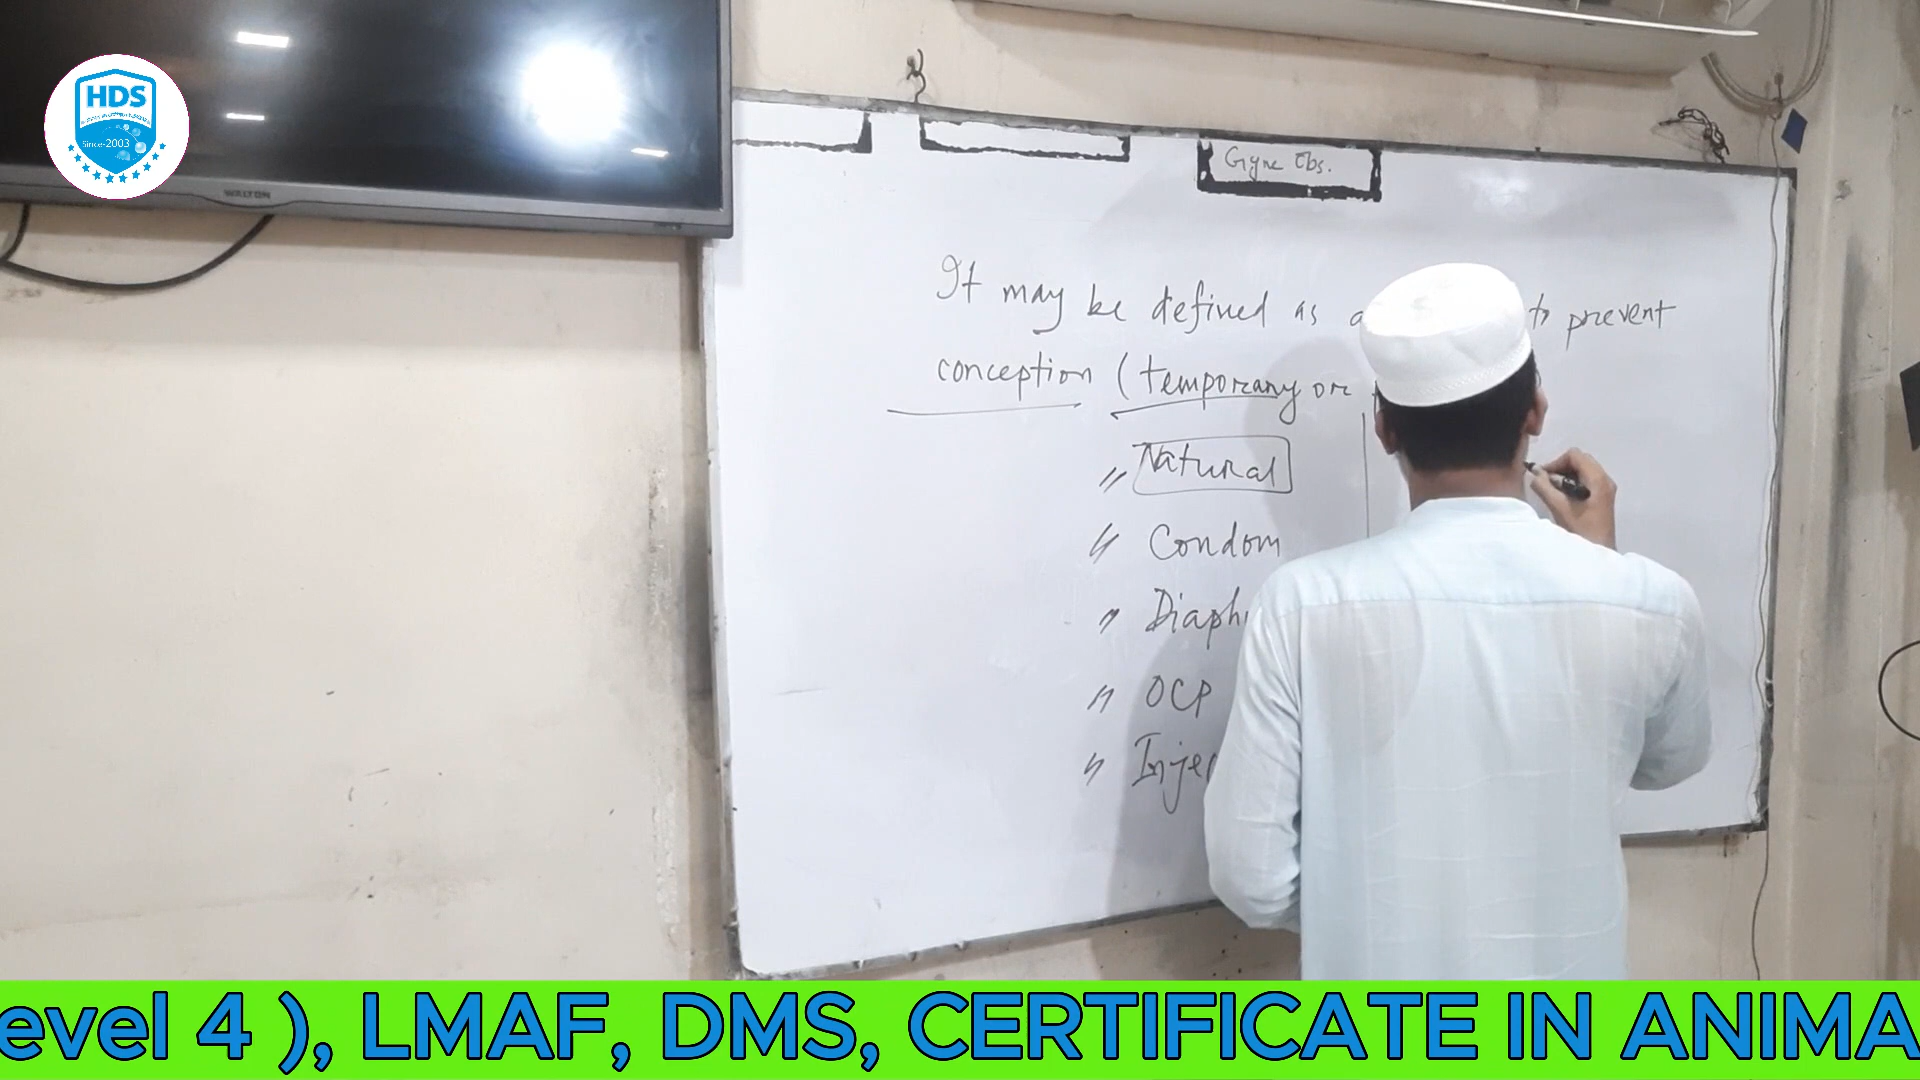 HDS
Since-2003
WALTON
Gyne Obs.
It may be defined as a to prevent
conception (temporary or
Natural
Condom
Diaph
OCP
Injec
evel 4 ), LMAF, DMS, CERTIFICATE IN ANIMA